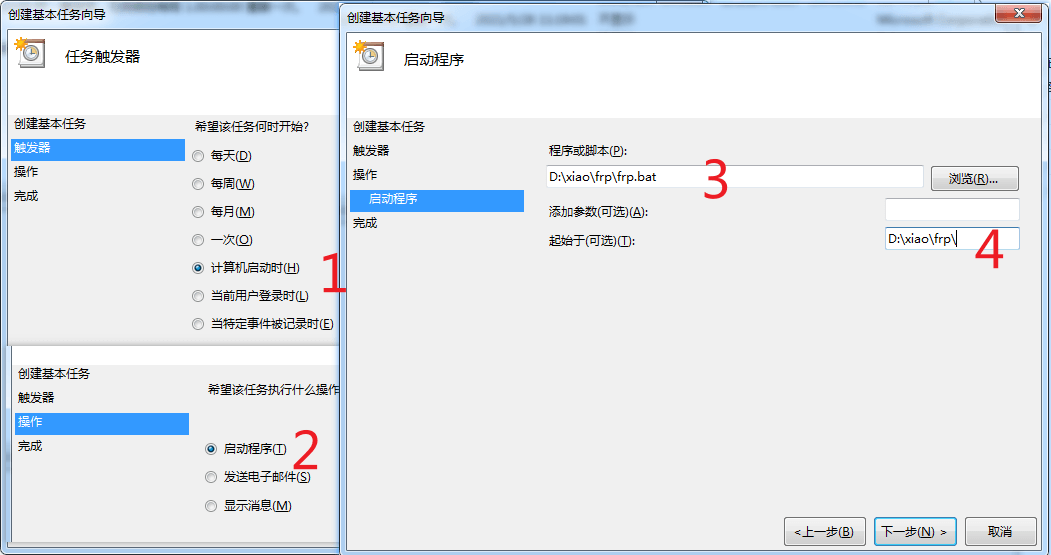 创建基本任务向导
任务触发器
创建基本任务
触发器
操作
完成
希望该任务何时开始?
每天(D)
每周(W)
每月(M)
一次(O)
计算机启动时(H)
当前用户登录时(L)
当特定事件被记录时(E)
1
创建基本任务
触发器
操作
完成
希望该任务执行什么操作
启动程序(T)
发送电子邮件(S)
显示消息(M)
2
创建基本任务向导
启动程序
创建基本任务
触发器
操作
启动程序
完成
程序或脚本(P):
D:\xiao\frp\frp.bat
3
浏览(R)...
添加参数(可选)(A):
起始于(可选)(T):
D:\xiao\frp\
4
<上一步(B)
下一步(N) >
取消